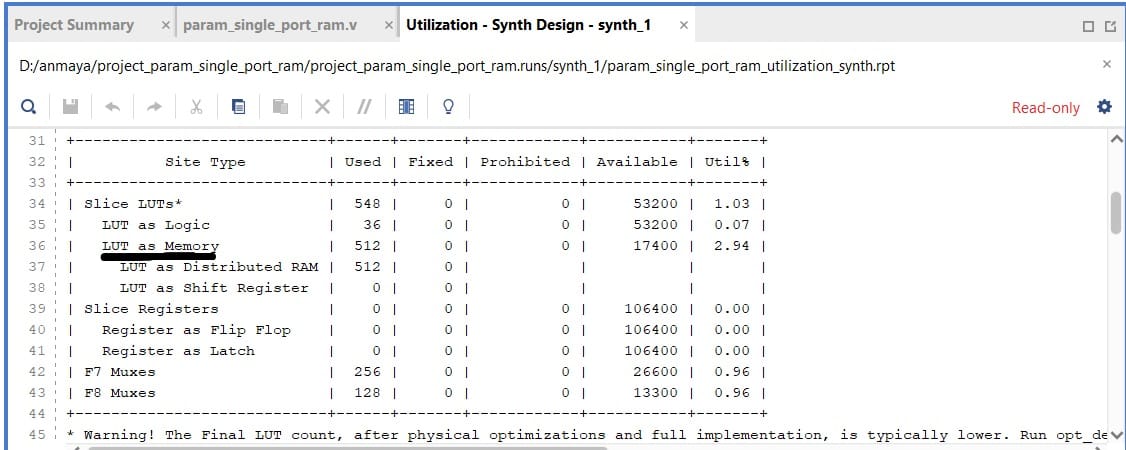 Project Summary × param_single_port_ram.v × Utilization - Synth Design - synth_1 ×
D:/anmaya/project_param_single_port_ram/project_param_single_port_ram.runs/synth_1/param_single_port_ram_utilization_synth.rpt ×
Read-only
31 +----------------------------+------+-------+------------+-----------+-------+
32 | Site Type | Used | Fixed | Prohibited | Available | Util% |
33 +----------------------------+------+-------+------------+-----------+-------+
34 | Slice LUTs* | 548 | 0 | 0 | 53200 | 1.03 |
35 | LUT as Logic | 36 | 0 | 0 | 53200 | 0.07 |
36 | LUT as Memory | 512 | 0 | 0 | 17400 | 2.94 |
37 | LUT as Distributed RAM | 512 | 0 | | | |
38 | LUT as Shift Register | 0 | 0 | | | |
39 | Slice Registers | 0 | 0 | 0 | 106400 | 0.00 |
40 | Register as Flip Flop | 0 | 0 | 0 | 106400 | 0.00 |
41 | Register as Latch | 0 | 0 | 0 | 106400 | 0.00 |
42 | F7 Muxes | 256 | 0 | 0 | 26600 | 0.96 |
43 | F8 Muxes | 128 | 0 | 0 | 13300 | 0.96 |
44 +----------------------------+------+-------+------------+-----------+-------+
45 * Warning! The Final LUT count, after physical optimizations and full implementation, is typically lower. Run opt_de